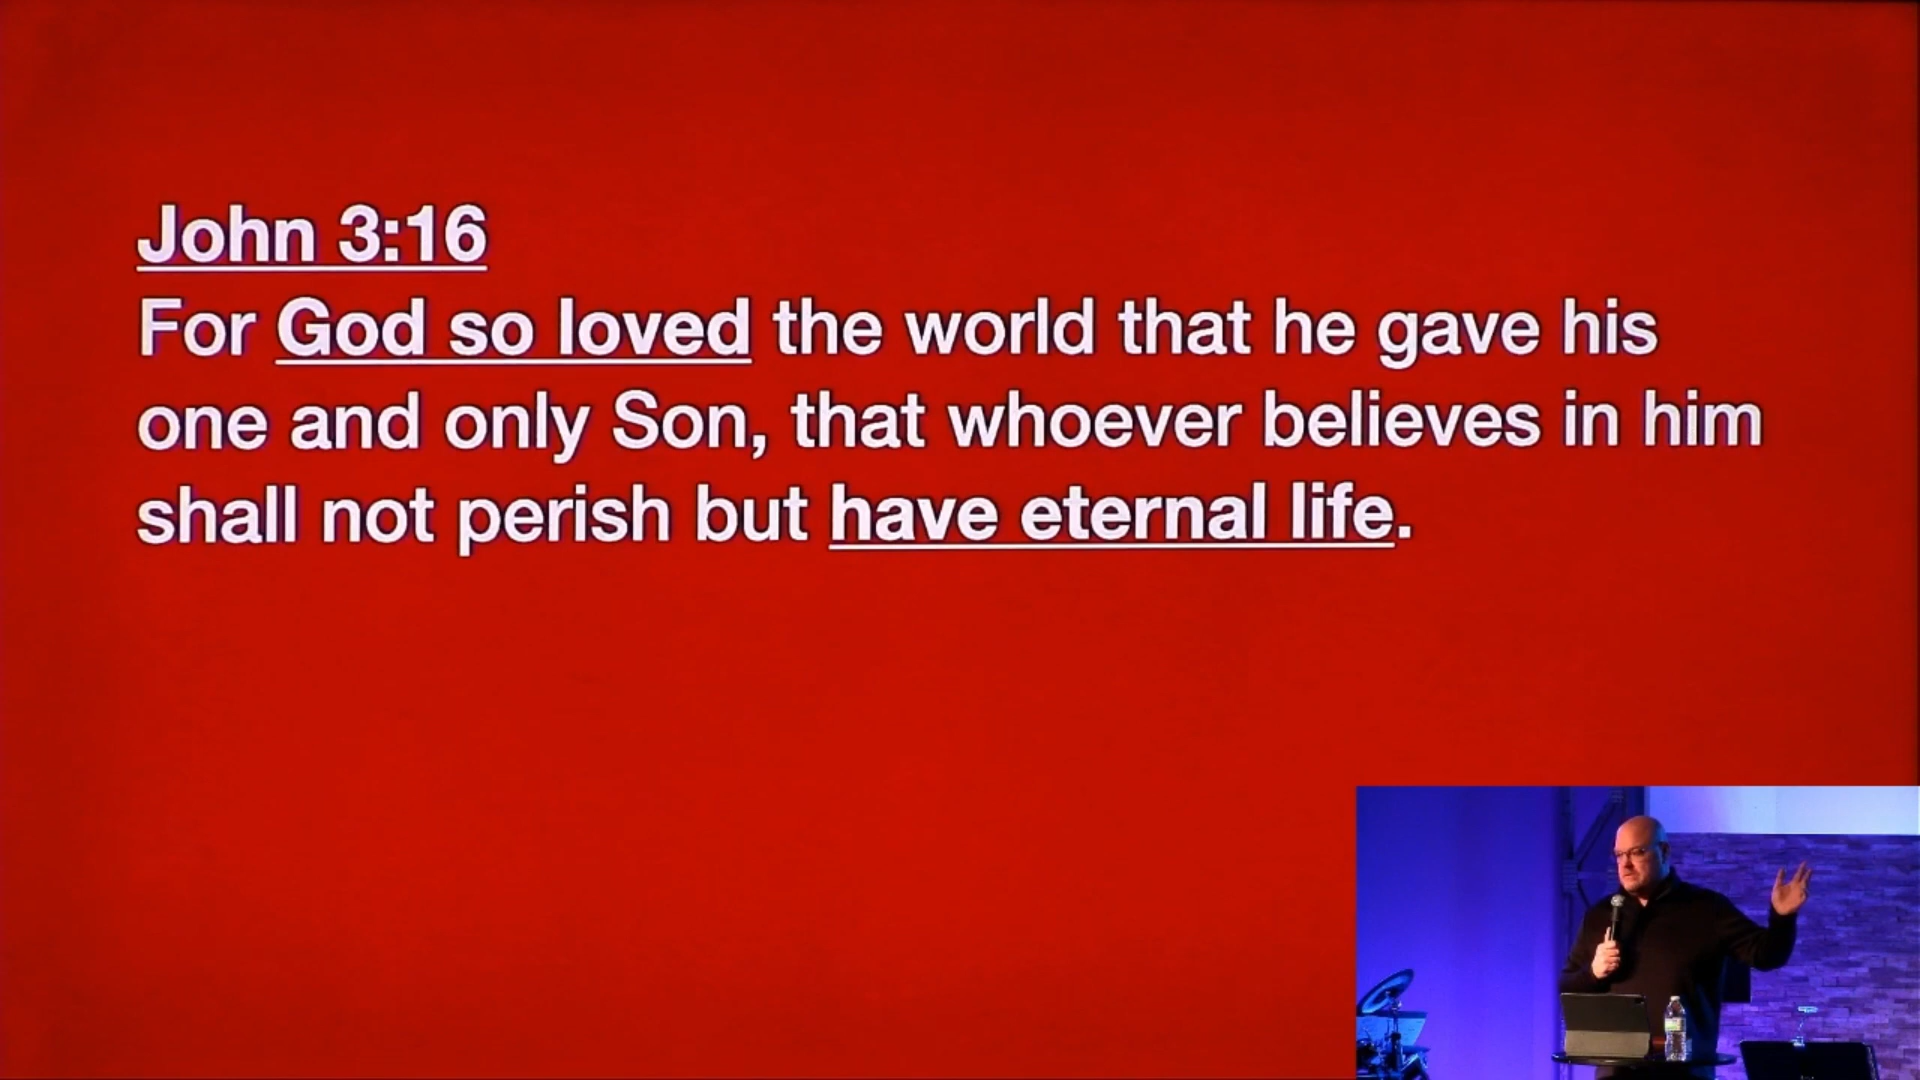 John 3:16
For God so loved the world that he gave his
one and only Son, that whoever believes in him
shall not perish but have eternal life.